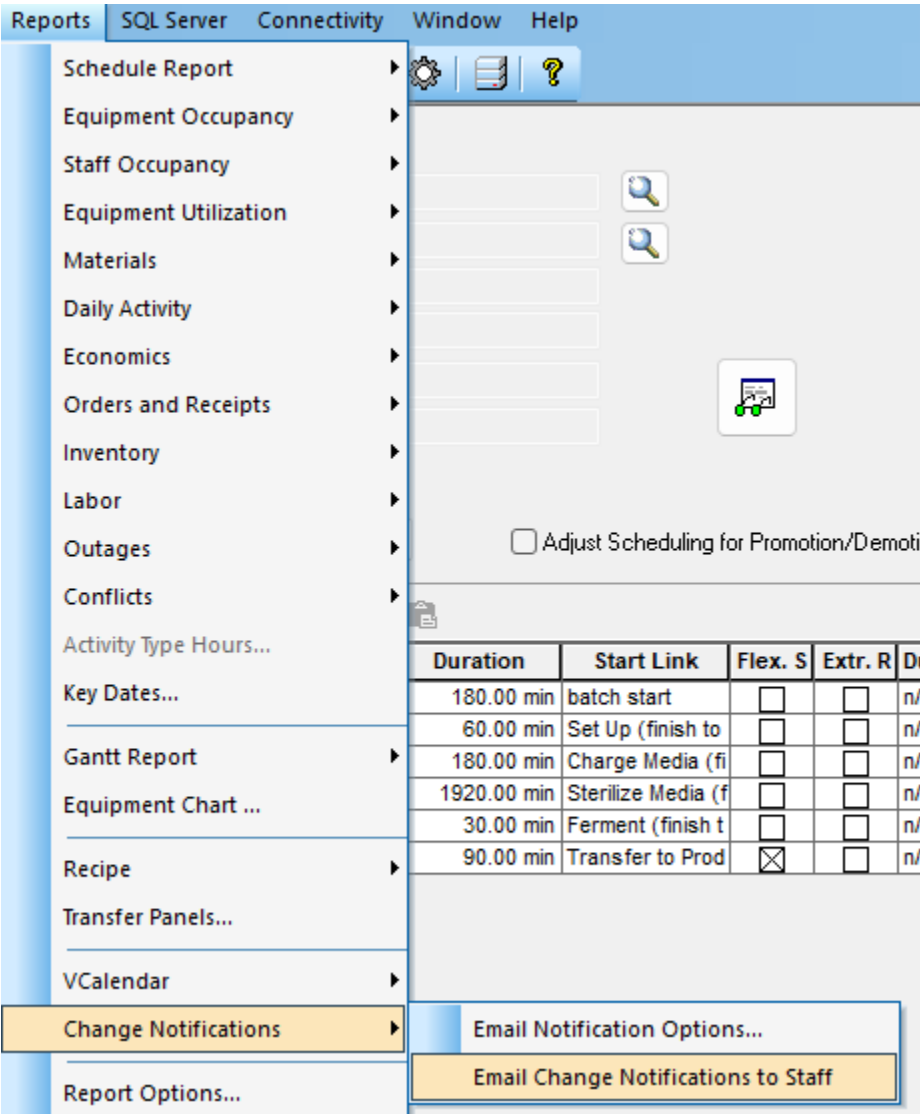 Reports SQL Server Connectivity Window Help
Schedule Report
Equipment Occupancy
Staff Occupancy
Equipment Utilization
Materials
Daily Activity
Economics
Orders and Receipts
Inventory
Labor
Outages
Conflicts
Activity Type Hours...
Key Dates...
Gantt Report
Equipment Chart ...
Recipe
Transfer Panels...
VCalendar
Change Notifications
Report Options...
Email Notification Options...
Email Change Notifications to Staff
Adjust Scheduling for Promotion/Demoti
Duration Start Link Flex. S Extr. R D
180.00 min batch start n/
60.00 min Set Up (finish to n/
180.00 min Charge Media (fi n/
1920.00 min Sterilize Media (f n/
30.00 min Ferment (finish t n/
90.00 min Transfer to Prod n/